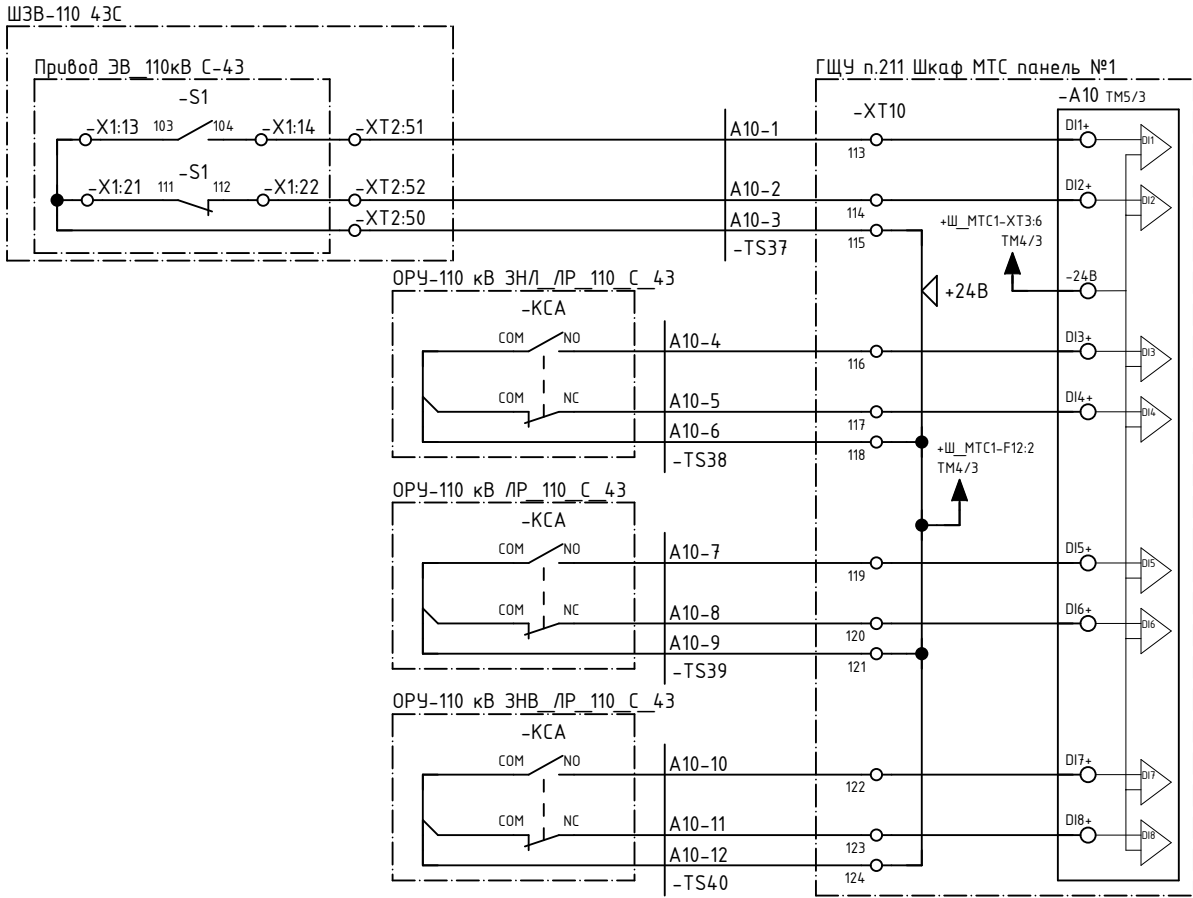 ШЗВ-110 43С
Привод ЭВ_110кВ С-43
-S1
-X1:13 103 104 -X1:14 -XT2:51
-S1
-X1:21 111 112 -X1:22 -XT2:52
-XT2:50
A10-1
A10-2
A10-3
-TS37
ГЩУ п.211 Шкаф МТС панель №1
-XT10
113
114
115
-A10 TM5/3
DI1+ DI1
DI2+ DI2
+Ш_МТС1-XT3:6
TM4/3
-24В
+24В
ОРУ-110 кВ ЗНЛ_ЛР_110_С_43
-КСА
COM NO A10-4 116 DI3+ DI3
COM NC A10-5 117 DI4+ DI4
A10-6 118
-TS38
+Ш_МТС1-F12:2
TM4/3
ОРУ-110 кВ ЛР_110_С_43
-КСА
COM NO A10-7 119 DI5+ DI5
COM NC A10-8 120 DI6+ DI6
A10-9 121
-TS39
ОРУ-110 кВ ЗНВ_ЛР_110_С_43
-КСА
COM NO A10-10 122 DI7+ DI7
COM NC A10-11 123 DI8+ DI8
A10-12 124
-TS40